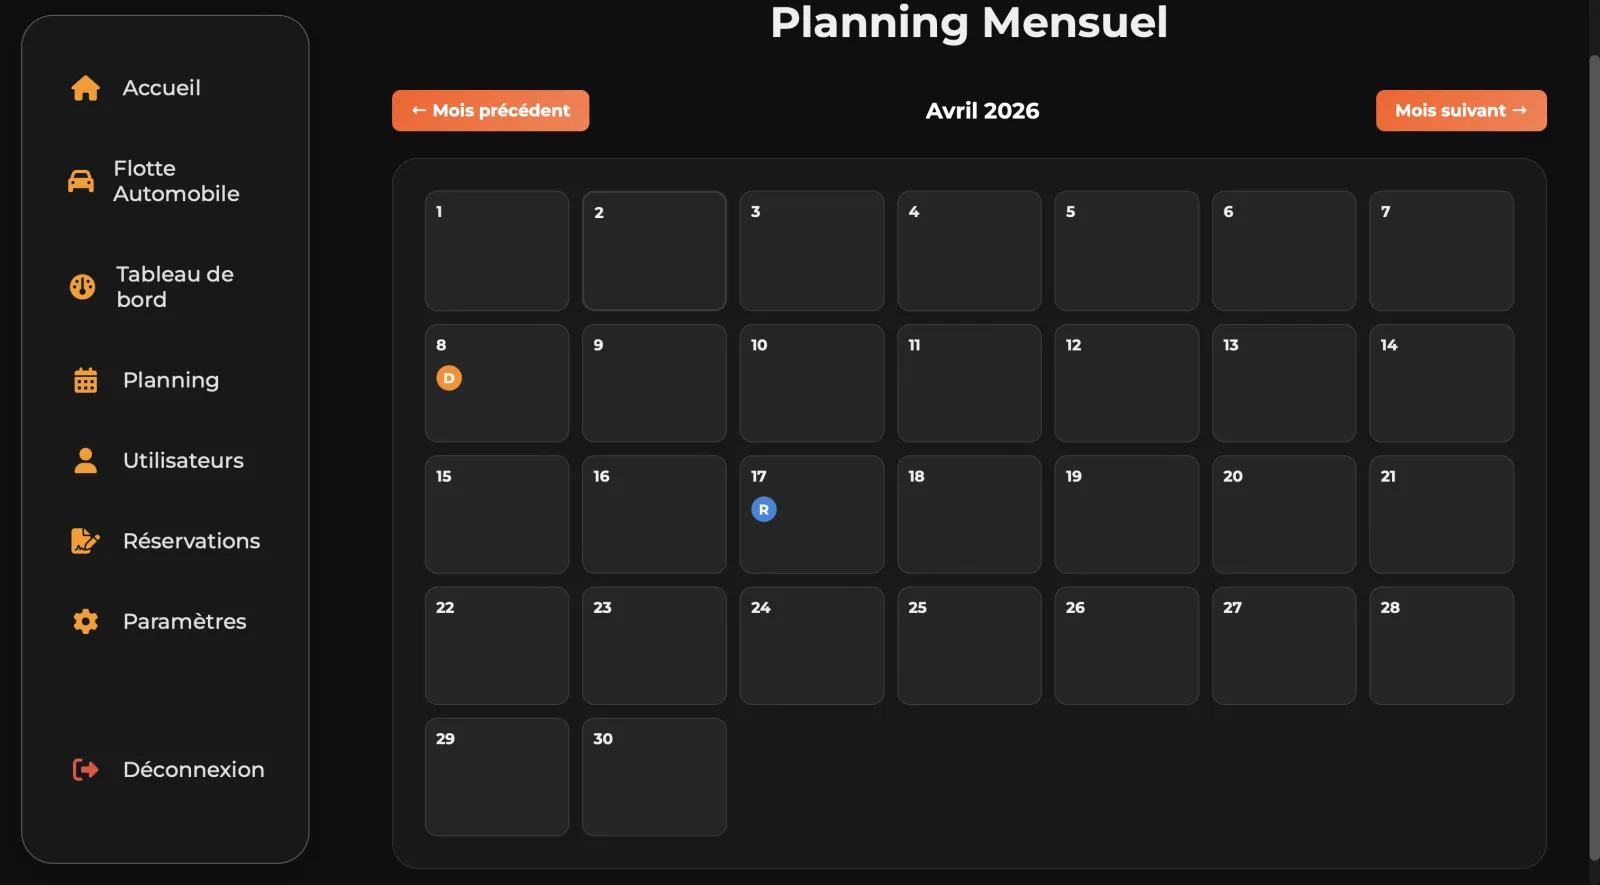 Accueil
Flotte
Automobile
Tableau de
bord
Planning
Utilisateurs
Réservations
Paramètres
Déconnexion
Planning Mensuel
← Mois précédent
Avril 2026
Mois suivant →
1
2
3
4
5
6
7
8
D
9
10
11
12
13
14
15
16
17
R
18
19
20
21
22
23
24
25
26
27
28
29
30